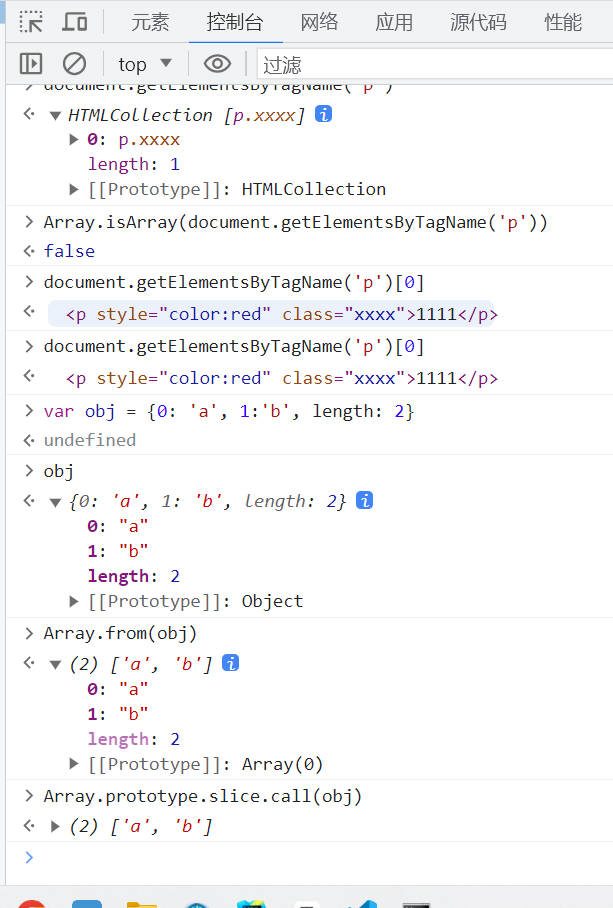 元素 控制台 网络 应用 源代码 性能
top 过滤
document.getElementsByTagName('p')
HTMLCollection [p.xxxx] i
0: p.xxxx
length: 1
[[Prototype]]: HTMLCollection
Array.isArray(document.getElementsByTagName('p'))
false
document.getElementsByTagName('p')[0]
<p style="color:red" class="xxxx">1111</p>
document.getElementsByTagName('p')[0]
<p style="color:red" class="xxxx">1111</p>
var obj = {0: 'a', 1:'b', length: 2}
undefined
obj
{0: 'a', 1: 'b', length: 2} i
0: "a"
1: "b"
length: 2
[[Prototype]]: Object
Array.from(obj)
(2) ['a', 'b'] i
0: "a"
1: "b"
length: 2
[[Prototype]]: Array(0)
Array.prototype.slice.call(obj)
(2) ['a', 'b']